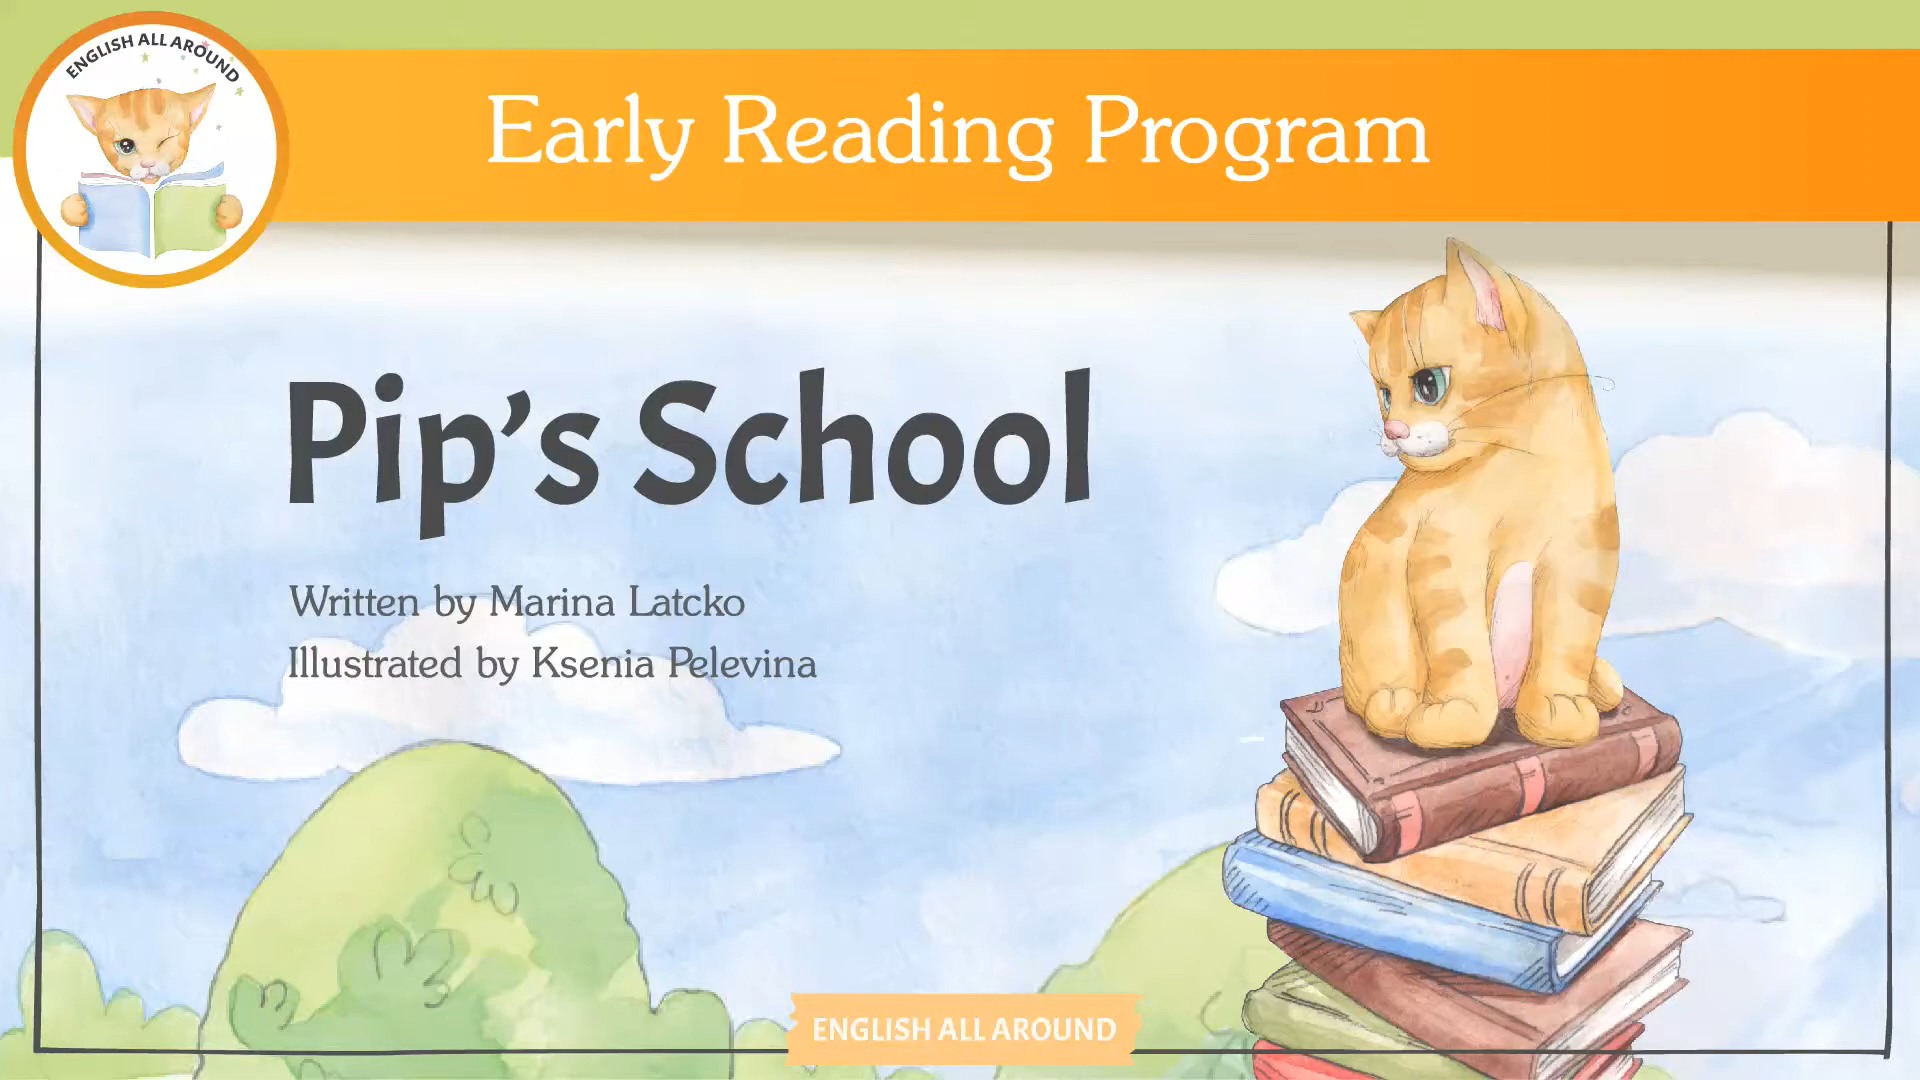 ENGLISH ALL AROUND
Early Reading Program
Pip's School
Written by Marina Latcko
Illustrated by Ksenia Pelevina
ENGLISH ALL AROUND